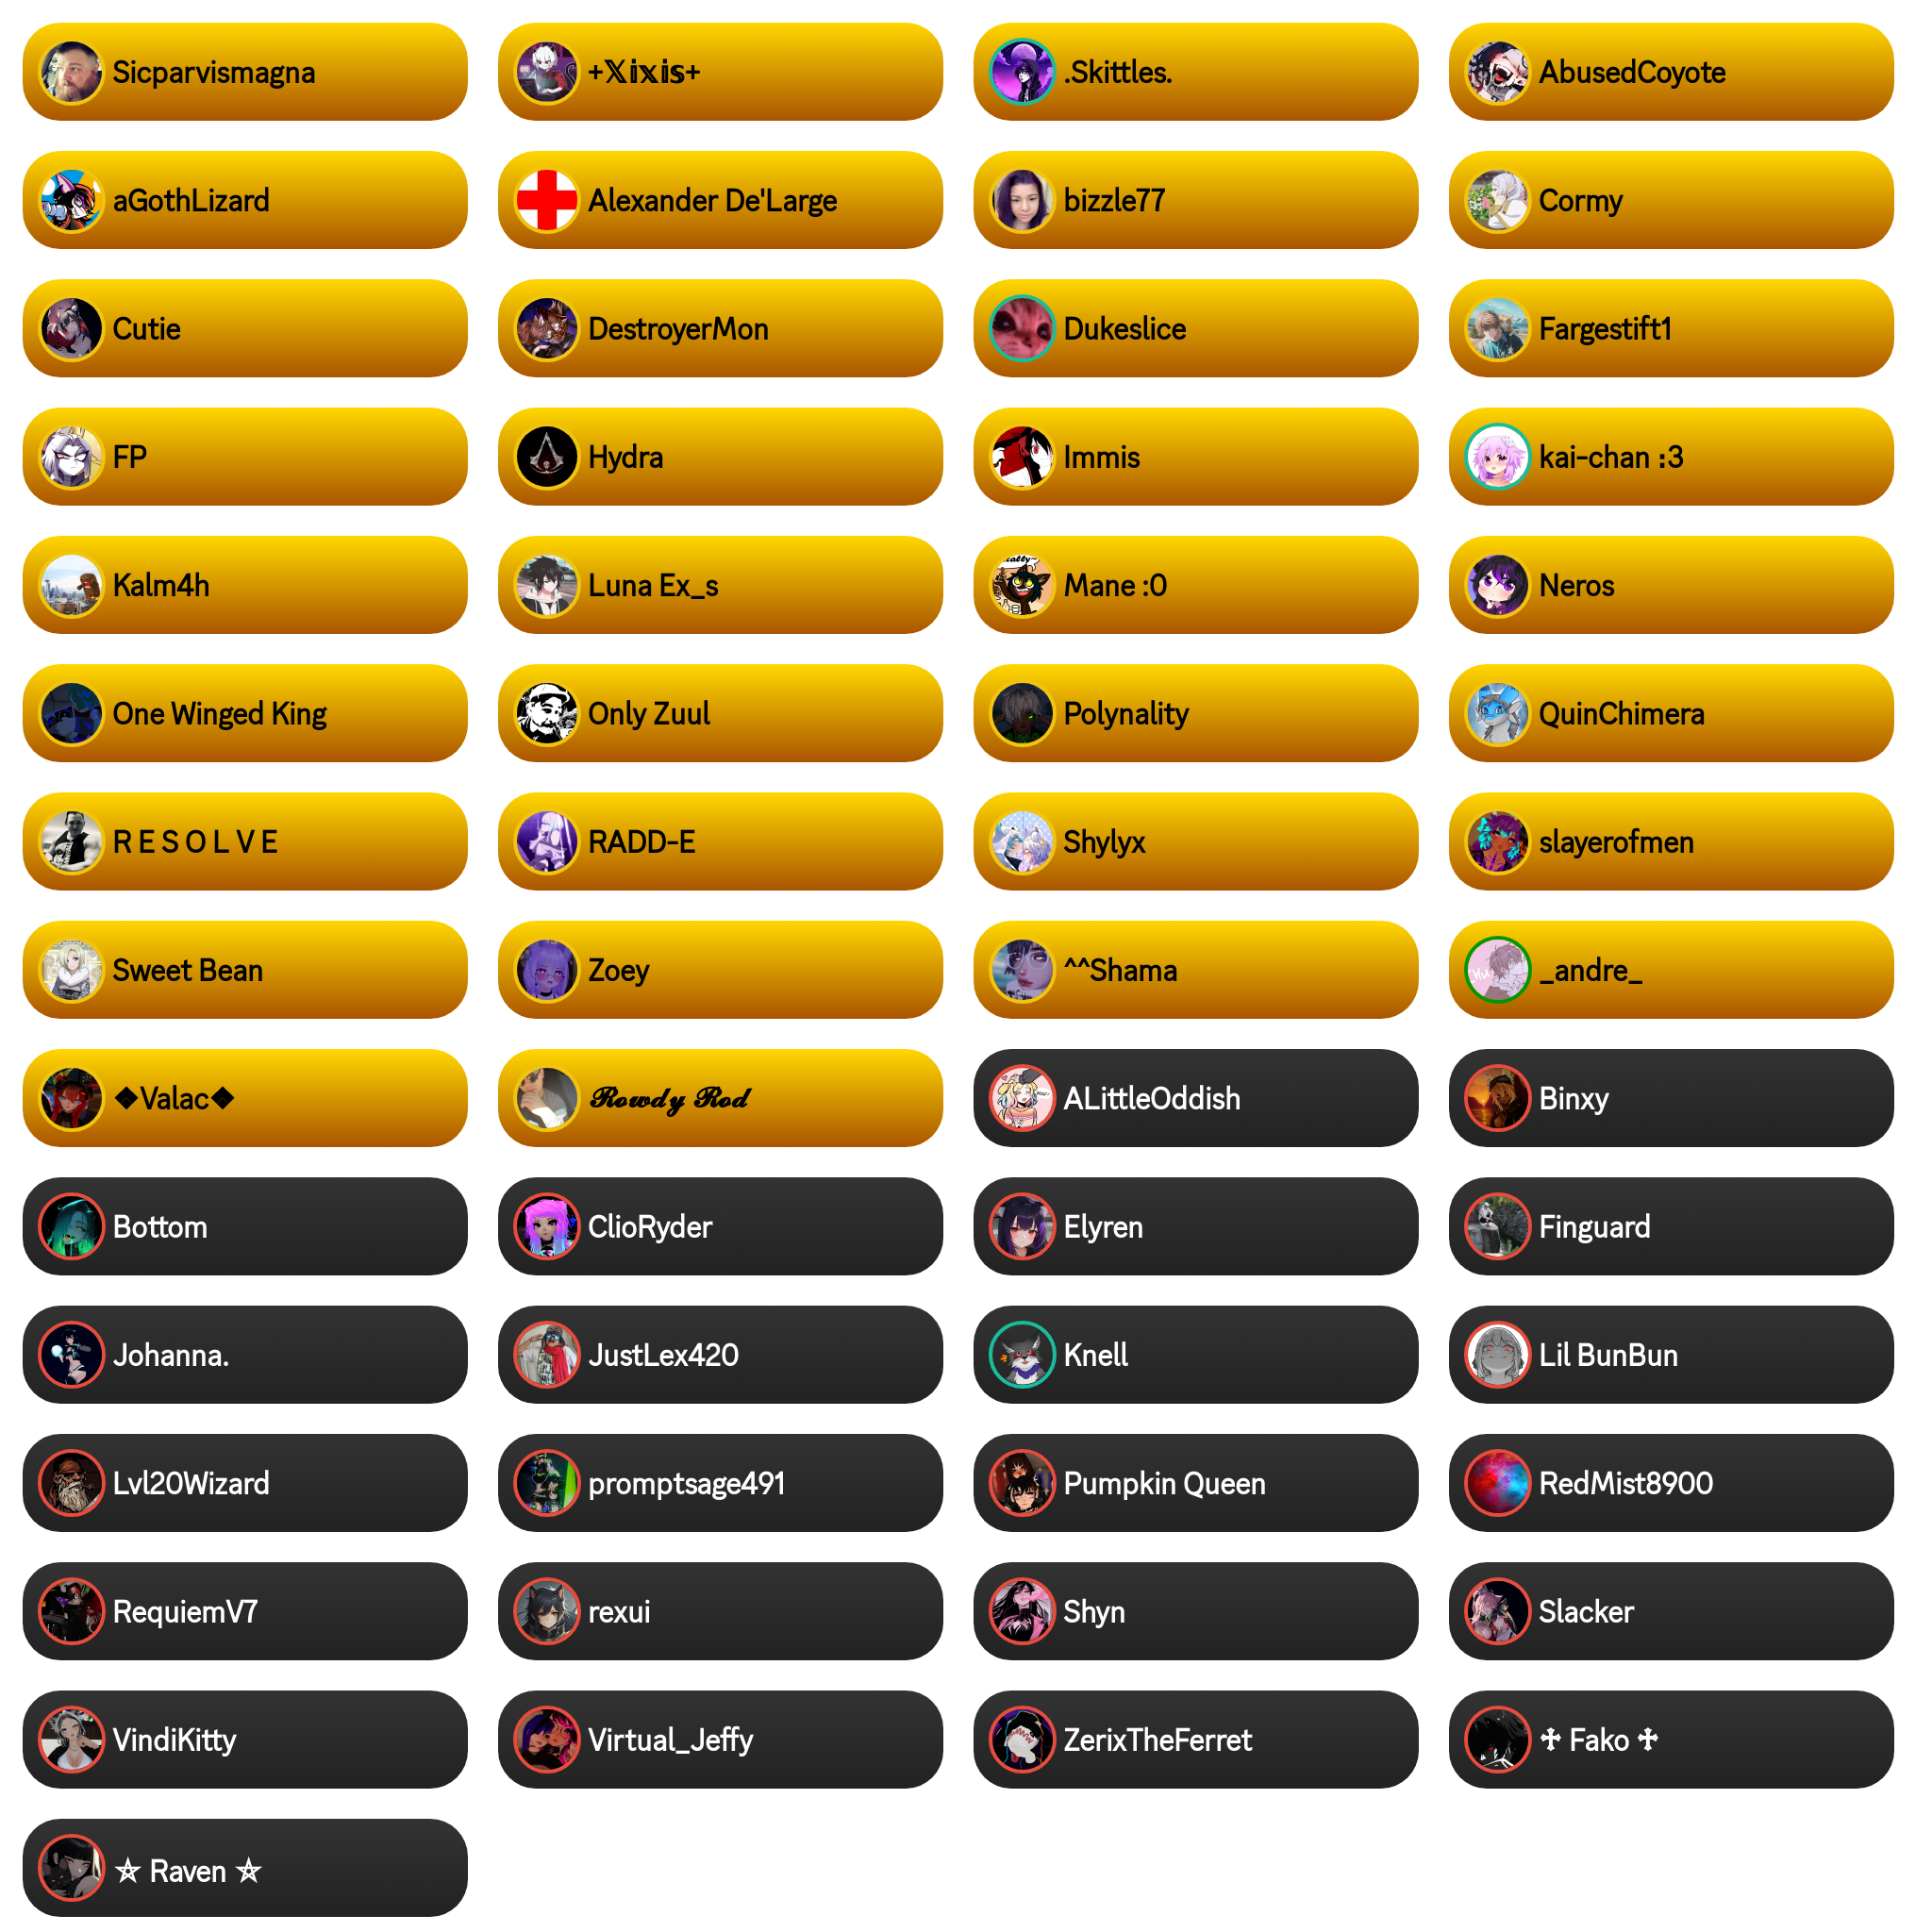 Sicparvismagna
+𝕏𝕚𝕩𝕚𝕤+
.Skittles.
AbusedCoyote
aGothLizard
Alexander De'Large
bizzle77
Cormy
Cutie
DestroyerMon
Dukeslice
Fargestift1
FP
Hydra
Immis
kai-chan :3
Kalm4h
Luna Ex_s
Mane :0
Neros
One Winged King
Only Zuul
Polynality
QuinChimera
R E S O L V E
RADD-E
Shylyx
slayerofmen
Sweet Bean
Zoey
^^Shama
_andre_
❖Valac❖
𝓡𝓸𝔀𝓭𝔂 𝓡𝓸𝓭
ALittleOddish
Binxy
Bottom
ClioRyder
Elyren
Finguard
Johanna.
JustLex420
Knell
Lil BunBun
Lvl20Wizard
promptsage491
Pumpkin Queen
RedMist8900
RequiemV7
rexui
Shyn
Slacker
VindiKitty
Virtual_Jeffy
ZerixTheFerret
✢ Fako ✢
⛤ Raven ⛤